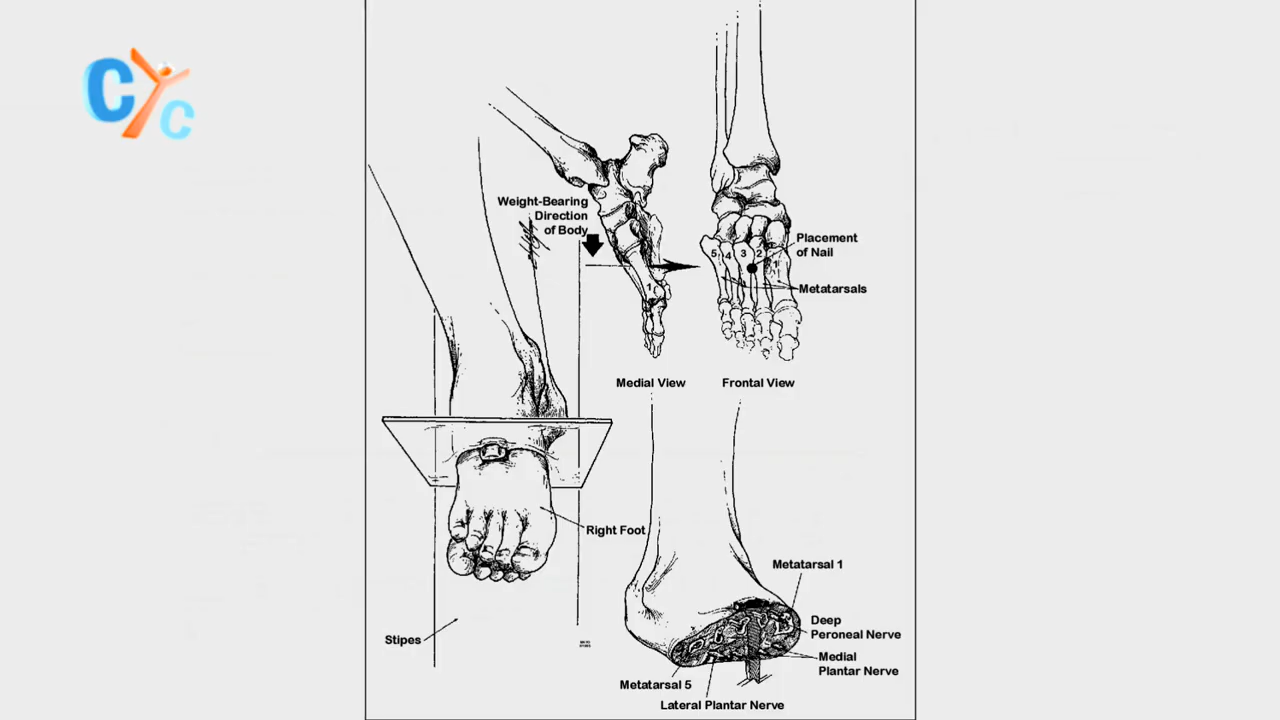 CYC
Weight-Bearing
Direction
of Body
5 4 3 2 1
Placement
of Nail
Metatarsals
1
Medial View
Frontal View
Right Foot
Metatarsal 1
Deep
Peroneal Nerve
Stipes
Medial
Plantar Nerve
Metatarsal 5
Lateral Plantar Nerve